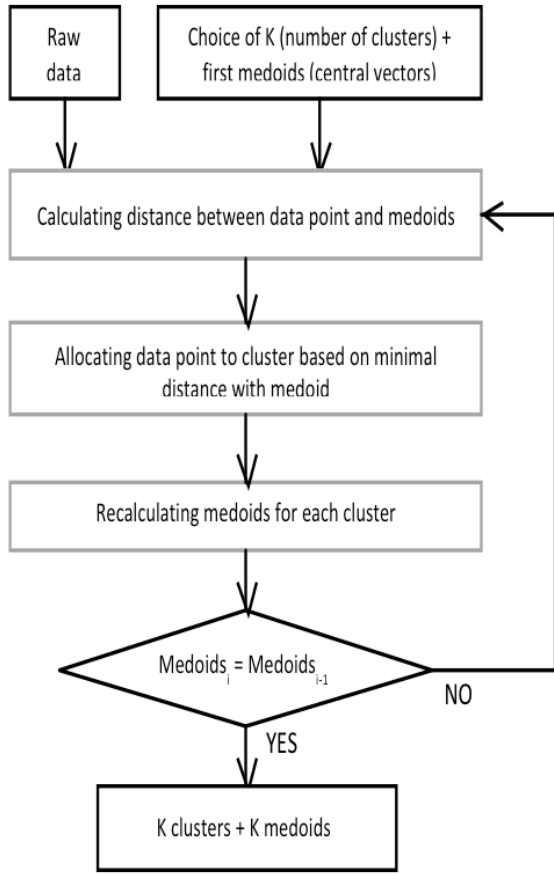 Raw
data
Choice of K (number of clusters) +
first medoids (central vectors)
Calculating distance between data point and medoids
Allocating data point to cluster based on minimal
distance with medoid
Recalculating medoids for each cluster
Medoidsᵢ = Medoidsᵢ₋₁
NO
YES
K clusters + K medoids